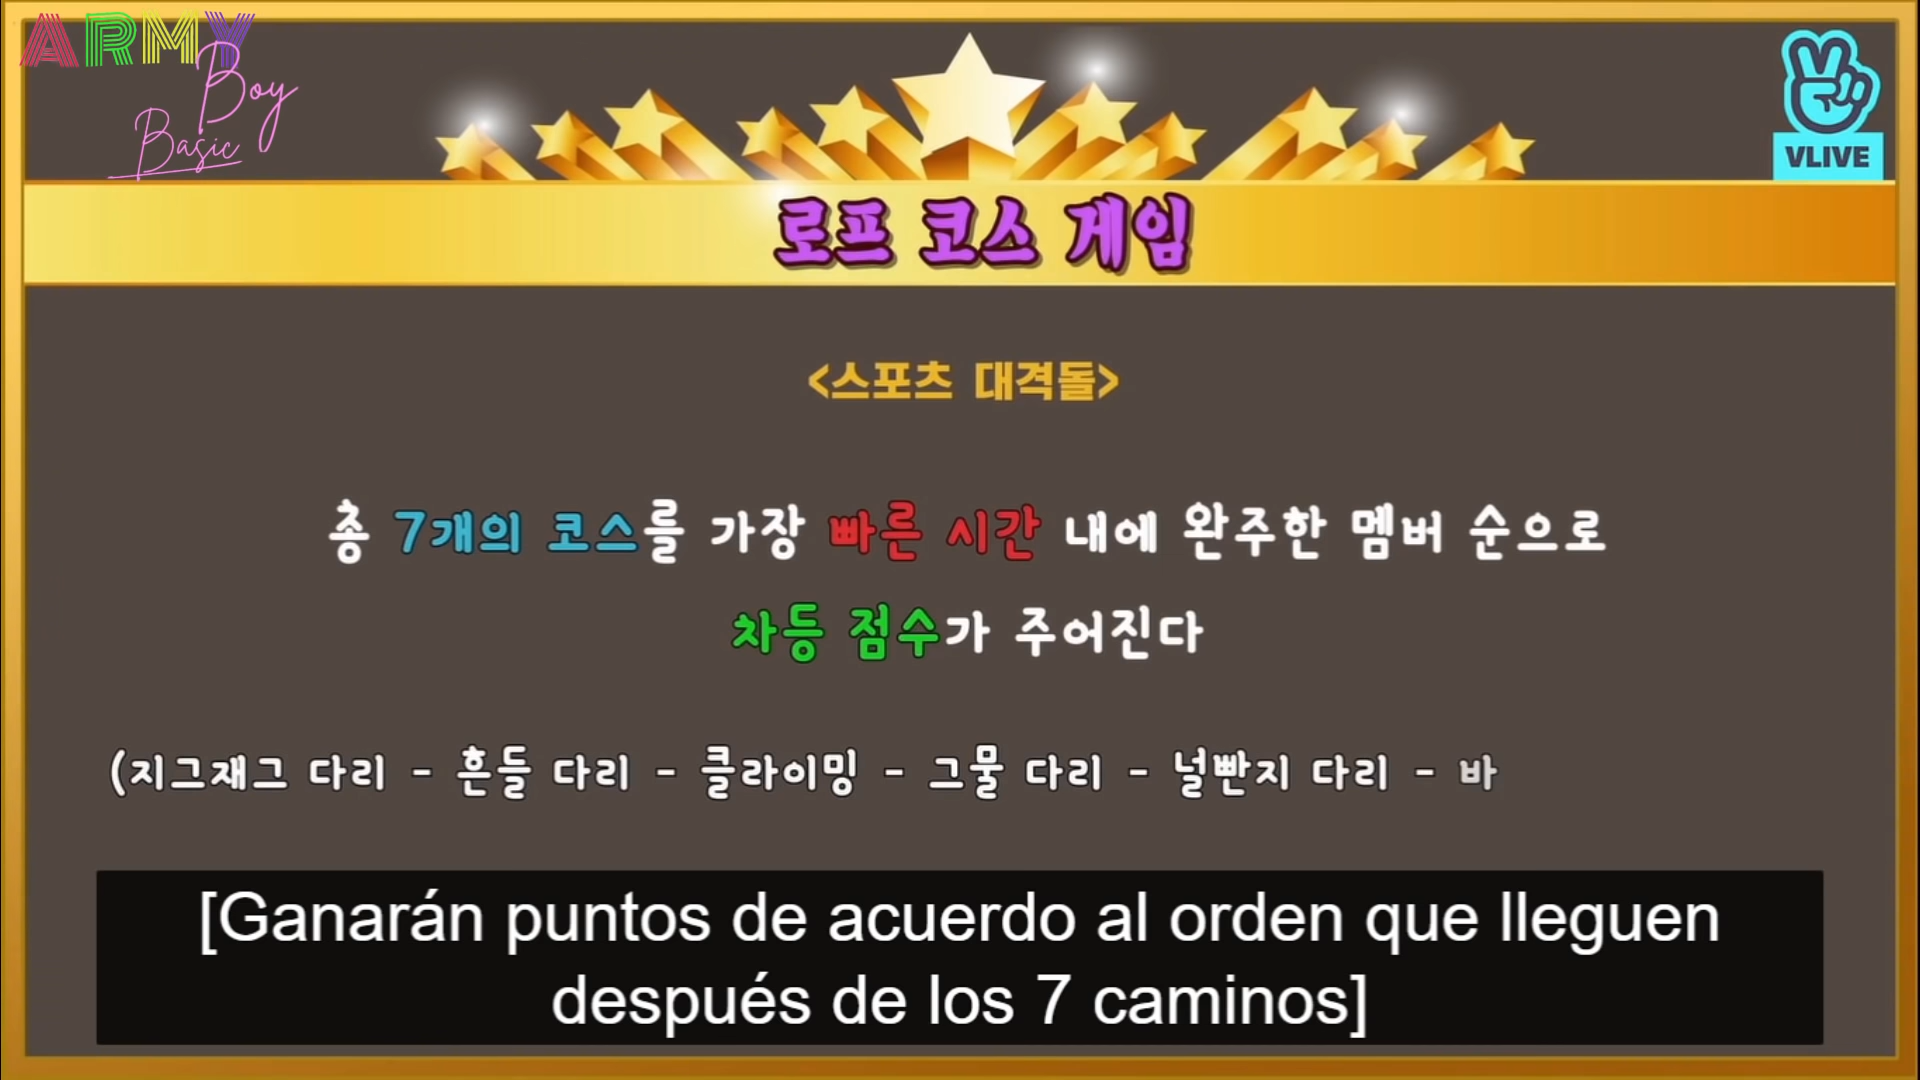 ARMY
Boy
Basic
VLIVE
로프 코스 게임
<스포츠 대격돌>
총 7개의 코스를 가장 빠른 시간 내에 완주한 멤버 순으로
차등 점수가 주어진다
(지그재그 다리 - 흔들 다리 - 클라이밍 - 그물 다리 - 널빤지 다리 - 바
[Ganarán puntos de acuerdo al orden que lleguen
después de los 7 caminos]